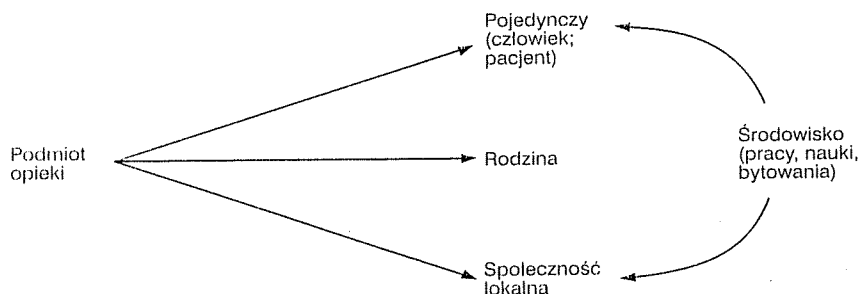 Pojedynczy
(człowiek;
pacjent)
Podmiot
opieki
Rodzina
Środowisko
(pracy, nauki,
bytowania)
Społeczność
lokalna